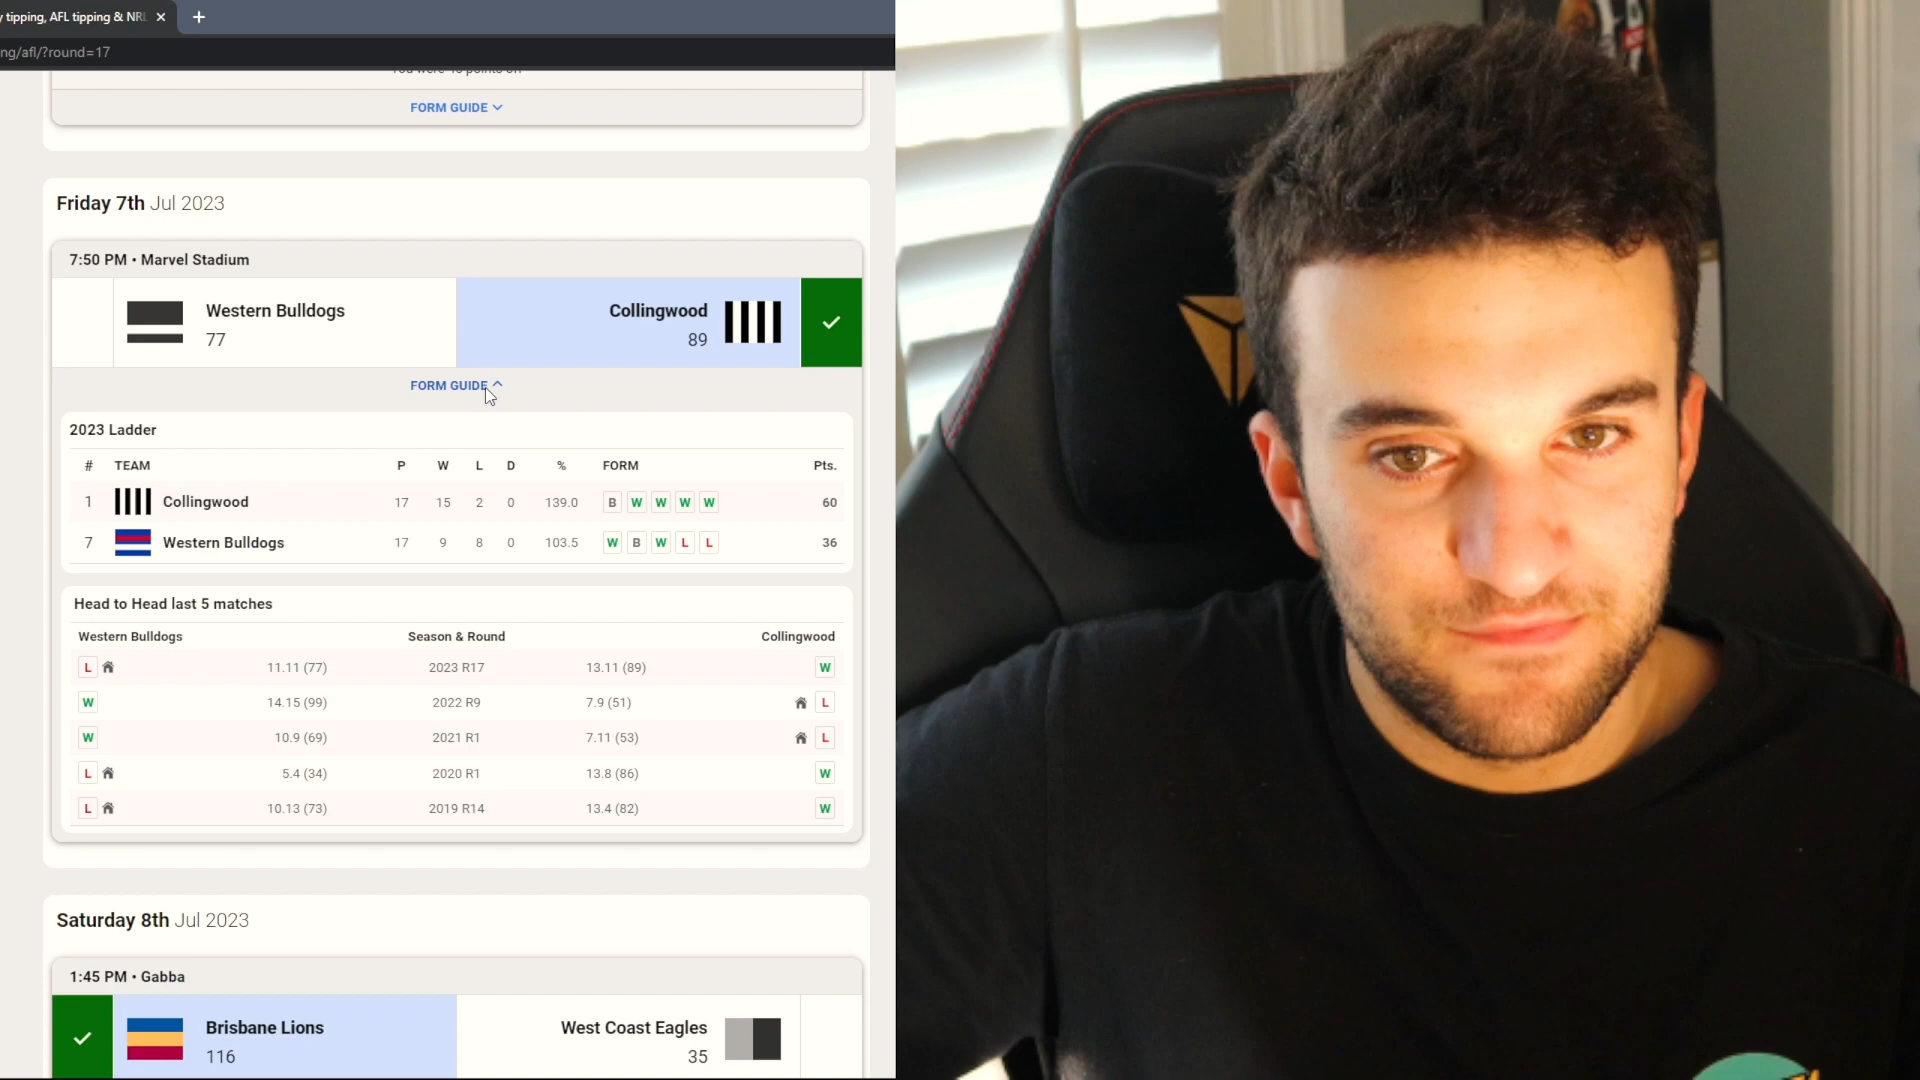 y tipping, AFL tipping & NRL
ng/afl/?round=17
FORM GUIDE
Friday 7th Jul 2023
7:50 PM • Marvel Stadium
Western Bulldogs Collingwood
77 89
FORM GUIDE
2023 Ladder
# TEAM P W L D % FORM Pts.
1 Collingwood 17 15 2 0 139.0 B W W W W 60
7 Western Bulldogs 17 9 8 0 103.5 W B W L L 36
Head to Head last 5 matches
Western Bulldogs Season & Round Collingwood
L 11.11 (77) 2023 R17 13.11 (89) W
W 14.15 (99) 2022 R9 7.9 (51) L
W 10.9 (69) 2021 R1 7.11 (53) L
L 5.4 (34) 2020 R1 13.8 (86) W
L 10.13 (73) 2019 R14 13.4 (82) W
Saturday 8th Jul 2023
1:45 PM • Gabba
Brisbane Lions West Coast Eagles
116 35